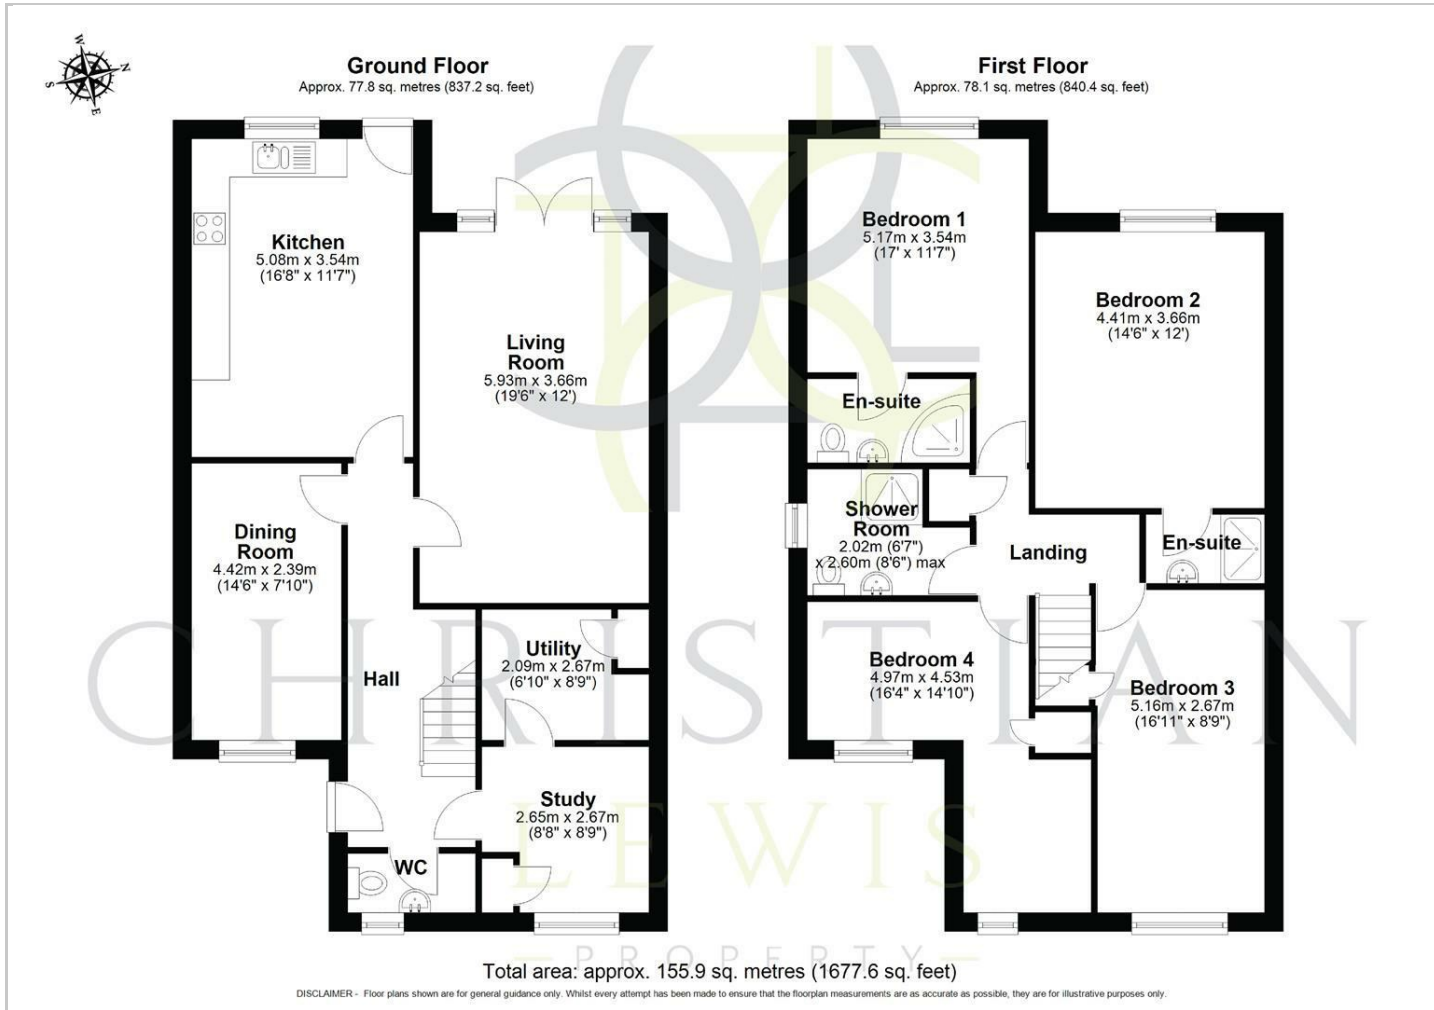 W
N
S
E
Ground Floor
Approx. 77.8 sq. metres (837.2 sq. feet)
First Floor
Approx. 78.1 sq. metres (840.4 sq. feet)
Kitchen
5.08m x 3.54m
(16'8" x 11'7")
Living
Room
5.93m x 3.66m
(19'6" x 12')
Dining
Room
4.42m x 2.39m
(14'6" x 7'10")
Hall
Utility
2.09m x 2.67m
(6'10" x 8'9")
Study
2.65m x 2.67m
(8'8" x 8'9")
WC
Bedroom 1
5.17m x 3.54m
(17' x 11'7")
Bedroom 2
4.41m x 3.66m
(14'6" x 12')
En-suite
Shower
Room
2.02m (6'7")
x 2.60m (8'6") max
Landing
En-suite
Bedroom 4
4.97m x 4.53m
(16'4" x 14'10")
Bedroom 3
5.16m x 2.67m
(16'11" x 8'9")
CHRISTIAN
LEWIS
PROPERTY
Total area: approx. 155.9 sq. metres (1677.6 sq. feet)
DISCLAIMER - Floor plans shown are for general guidance only. Whilst every attempt has been made to ensure that the floorplan measurements are as accurate as possible, they are for illustrative purposes only.